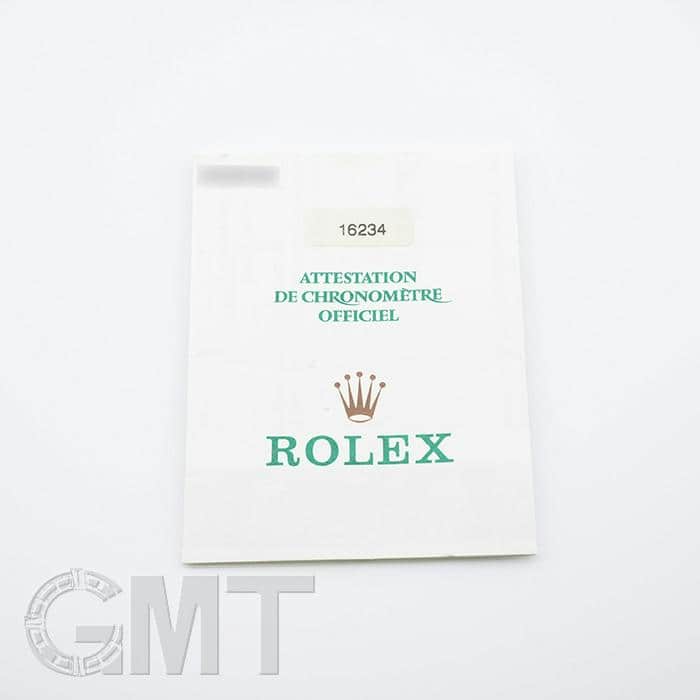 16234
ATTESTATION
DE CHRONOMÈTRE
OFFICIEL
ROLEX
GMT